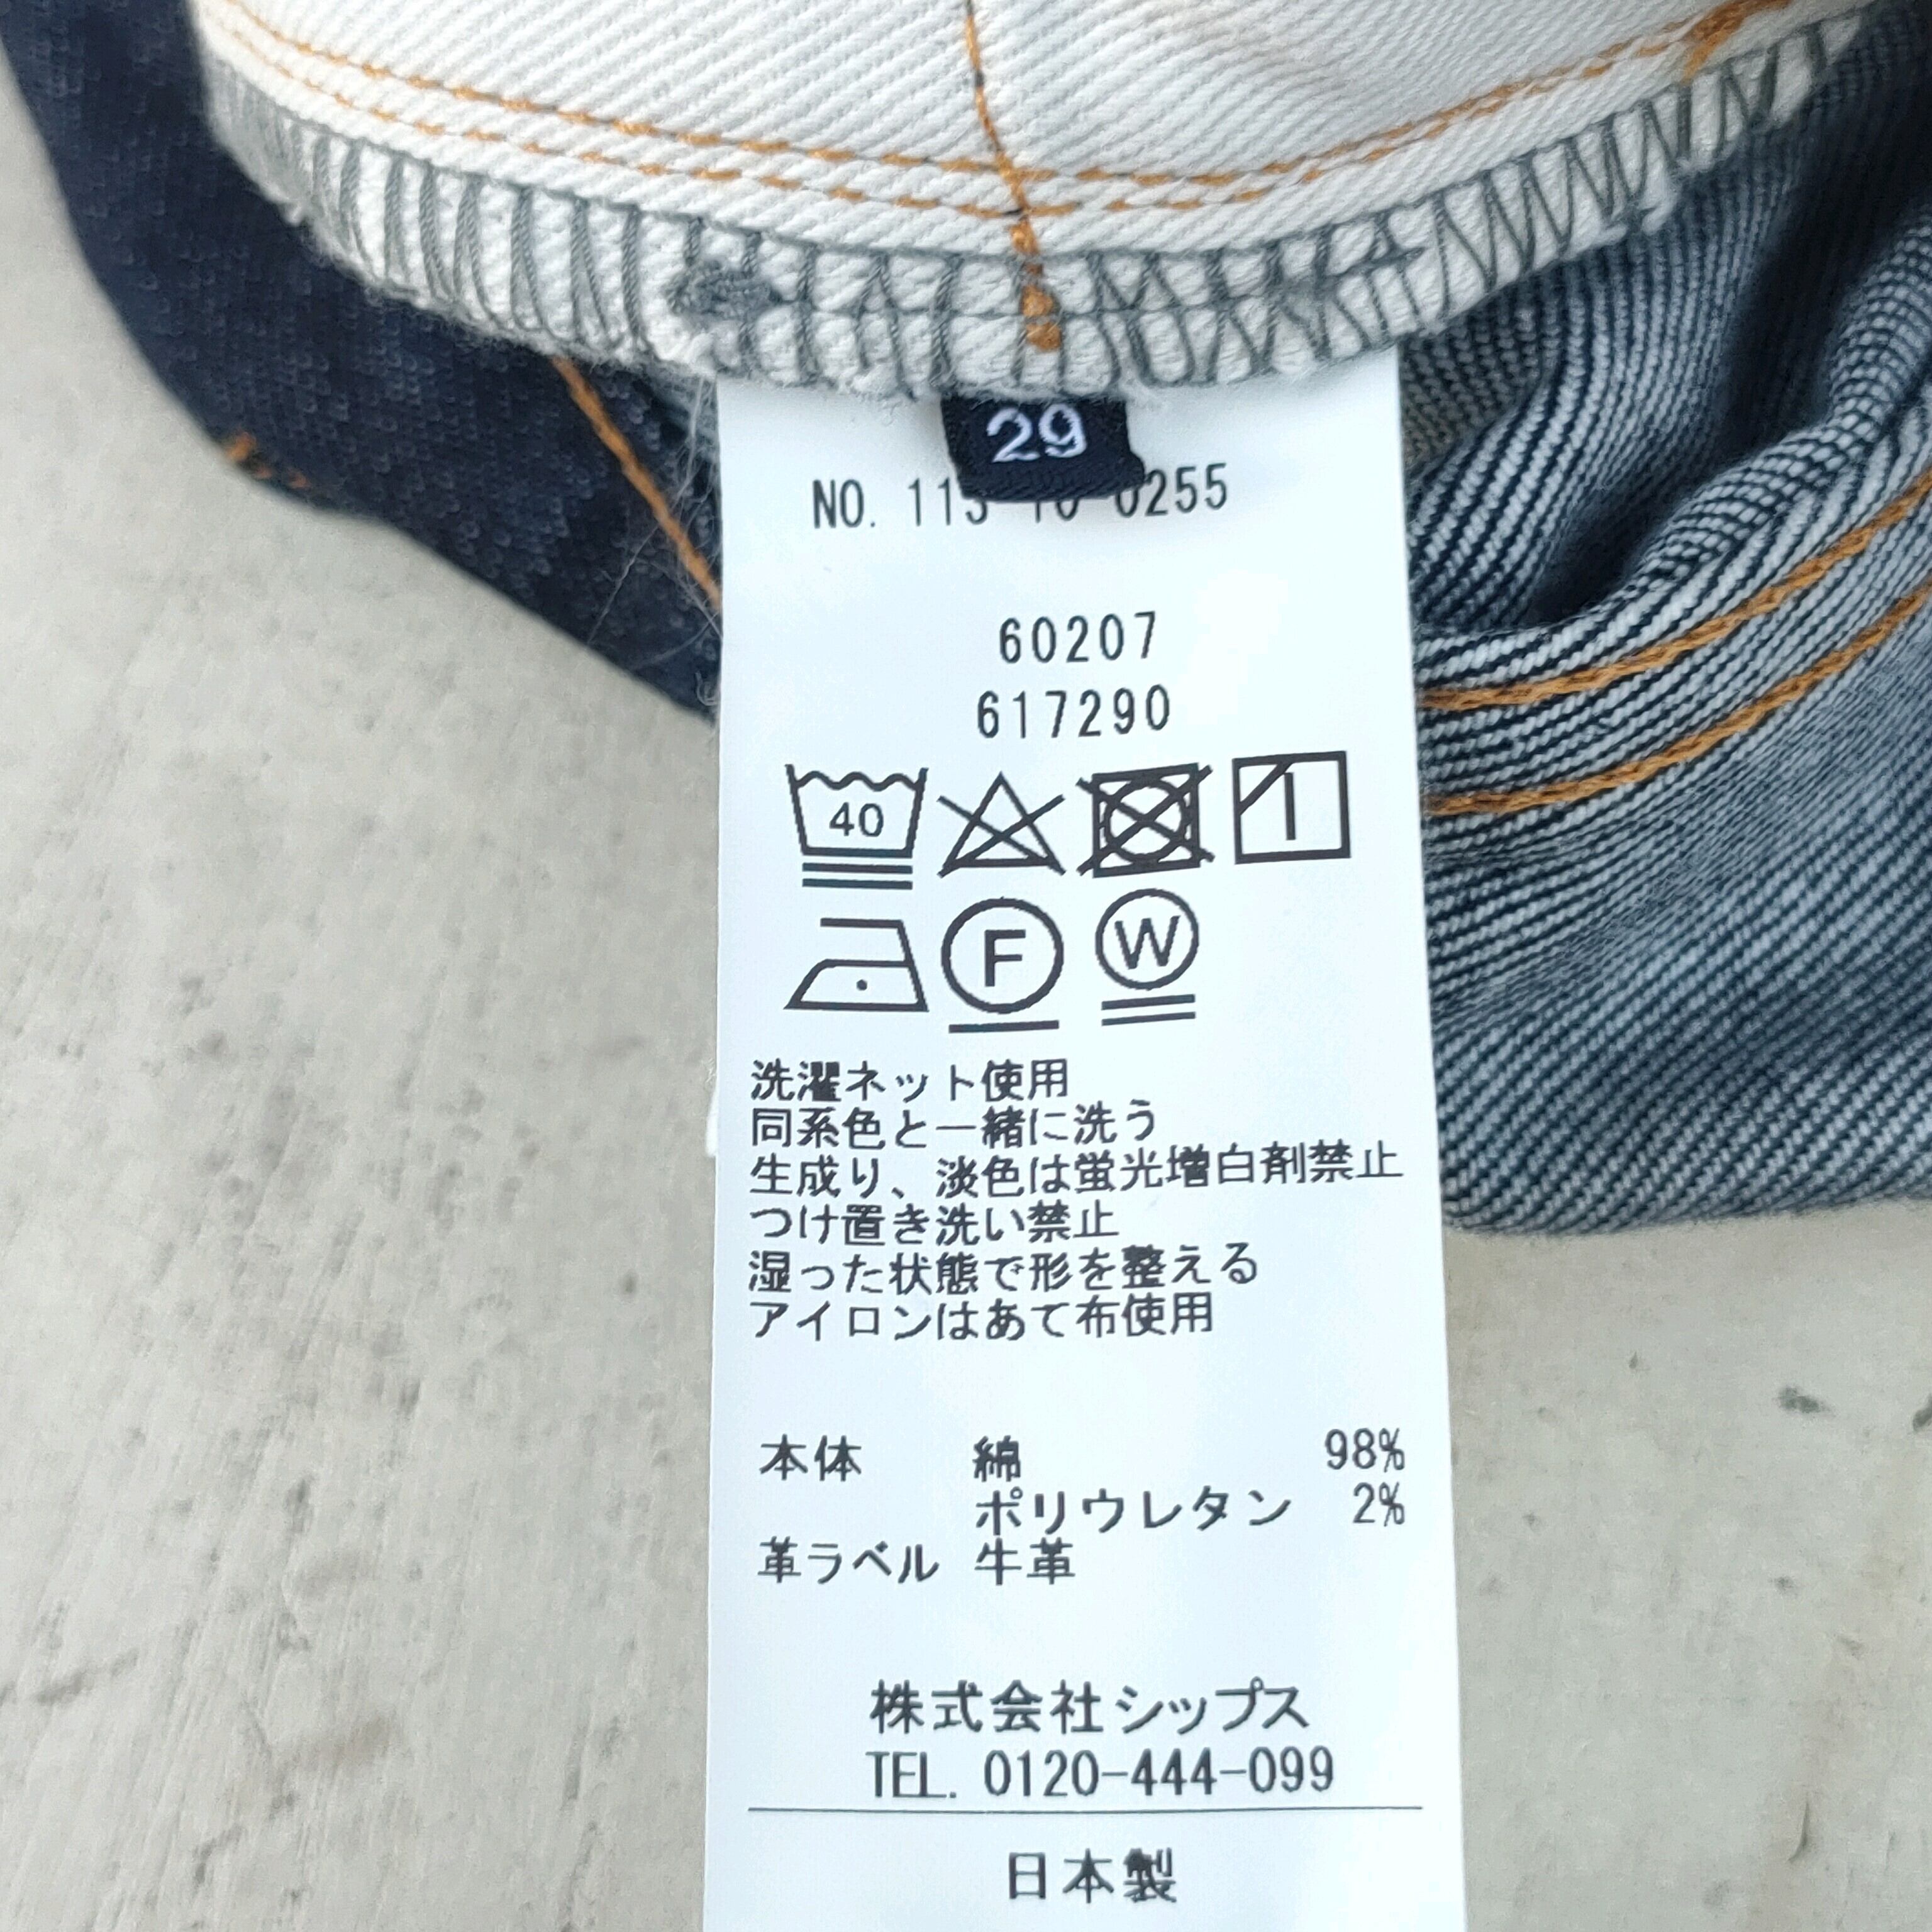 29
NO. 113-10-0255
60207
617290
40
F W
洗濯ネット使用
同系色と一緒に洗う
生成り、淡色は蛍光増白剤禁止
つけ置き洗い禁止
湿った状態で形を整える
アイロンはあて布使用
本体 綿 98%
ポリウレタン 2%
革ラベル 牛革
株式会社シップス
TEL. 0120-444-099
日本製